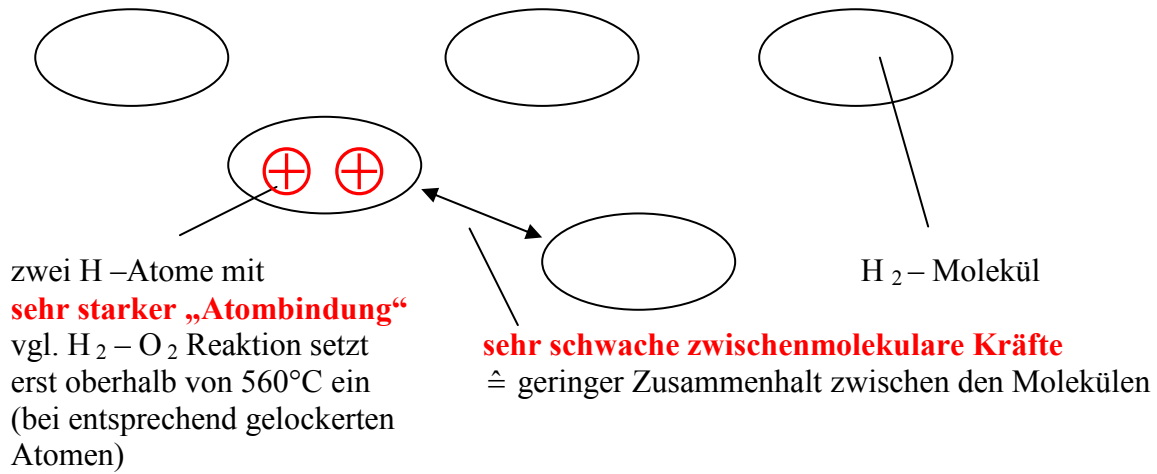 zwei H –Atome mit
sehr starker „Atombindung“
vgl. H ₂ – O ₂ Reaktion setzt
erst oberhalb von 560°C ein
(bei entsprechend gelockerten
Atomen)
H ₂ – Molekül
sehr schwache zwischenmolekulare Kräfte
≙ geringer Zusammenhalt zwischen den Molekülen